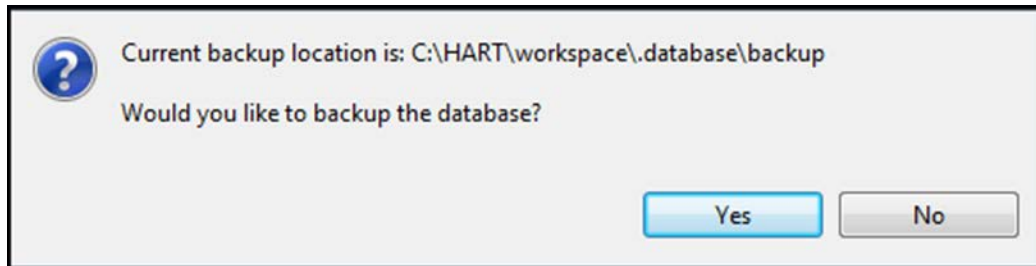 Current backup location is: C:\HART\workspace\.database\backup
Would you like to backup the database?
Yes No